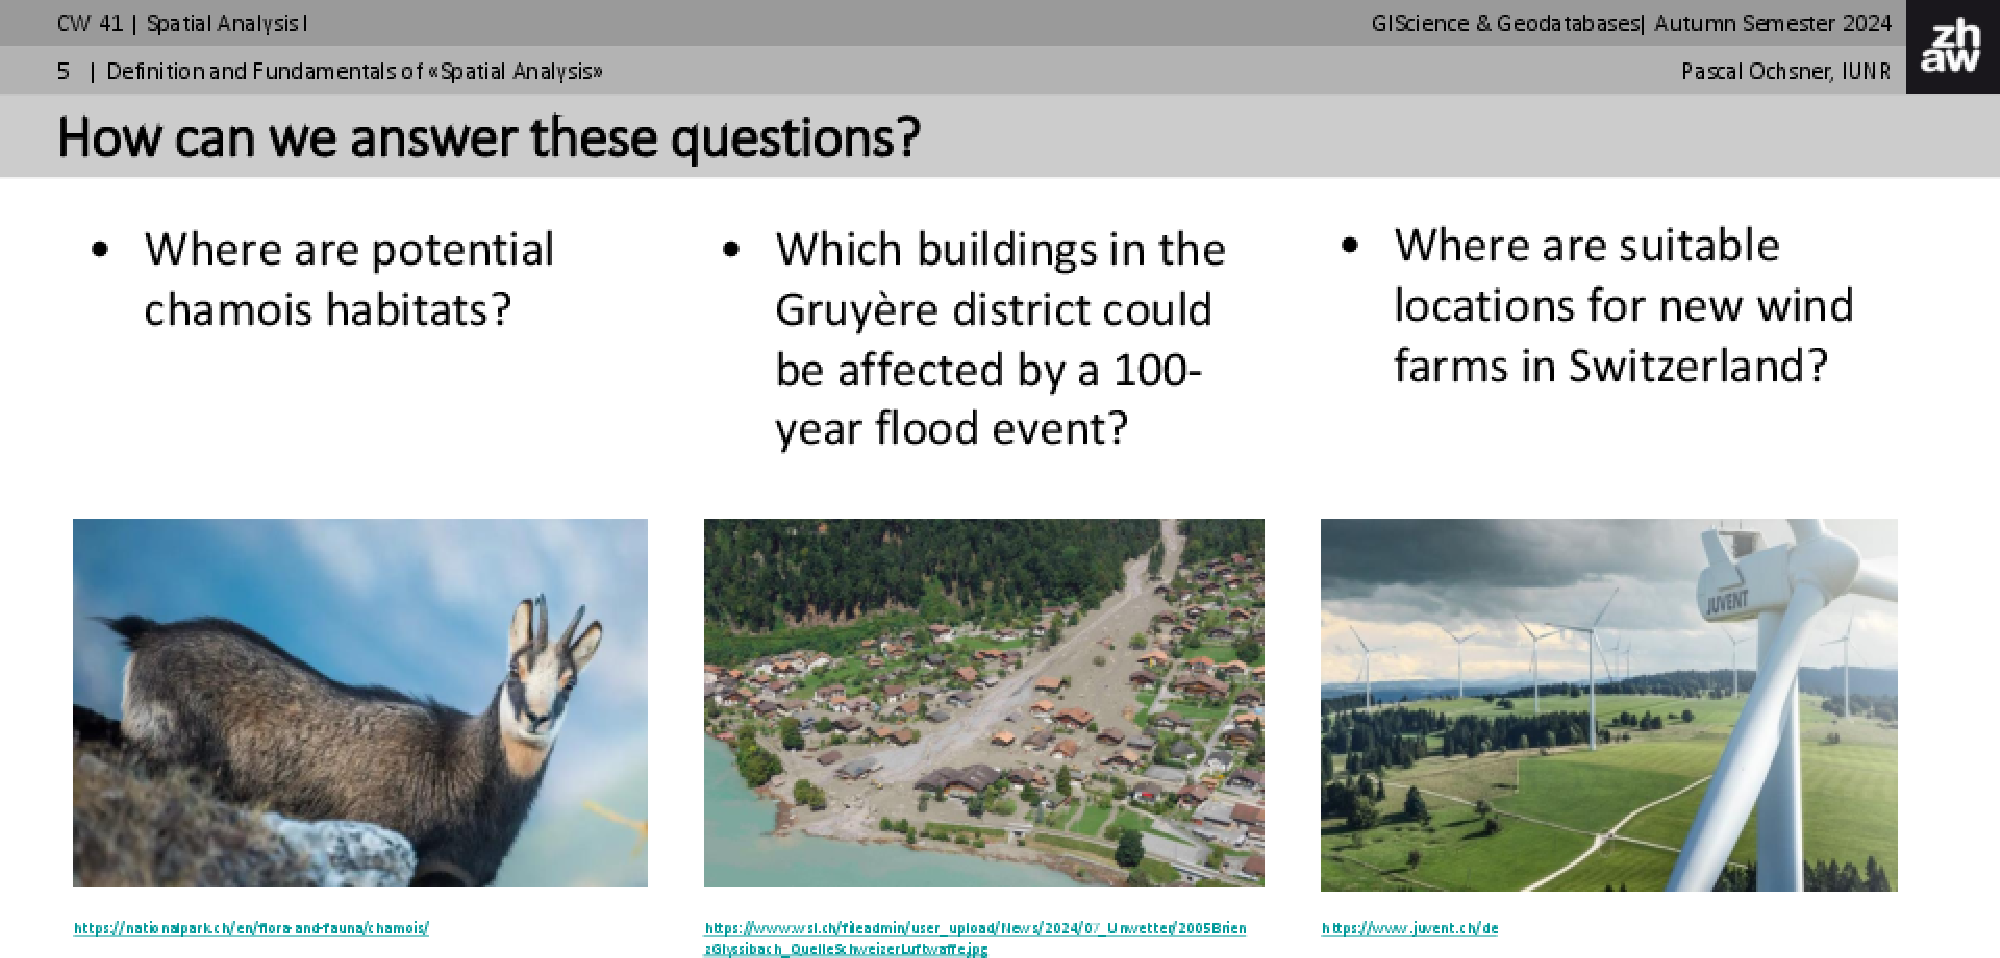 CW 41 | Spatial Analysis I
GIScience & Geodatabases| Autumn Semester 2024
zh
aw
5 | Definition and Fundamentals of «Spatial Analysis»
Pascal Ochsner, IUNR
How can we answer these questions?
• Where are potential
chamois habitats?
• Which buildings in the
Gruyère district could
be affected by a 100-
year flood event?
• Where are suitable
locations for new wind
farms in Switzerland?
JUVENT
https://nationalpark.ch/en/flora-and-fauna/chamois/
https://www.wsl.ch/fileadmin/user_upload/News/2024/07_Unwetter/2005Brien
zGlyssibach_QuelleSchweizerLuftwaffe.jpg
https://www.juvent.ch/de